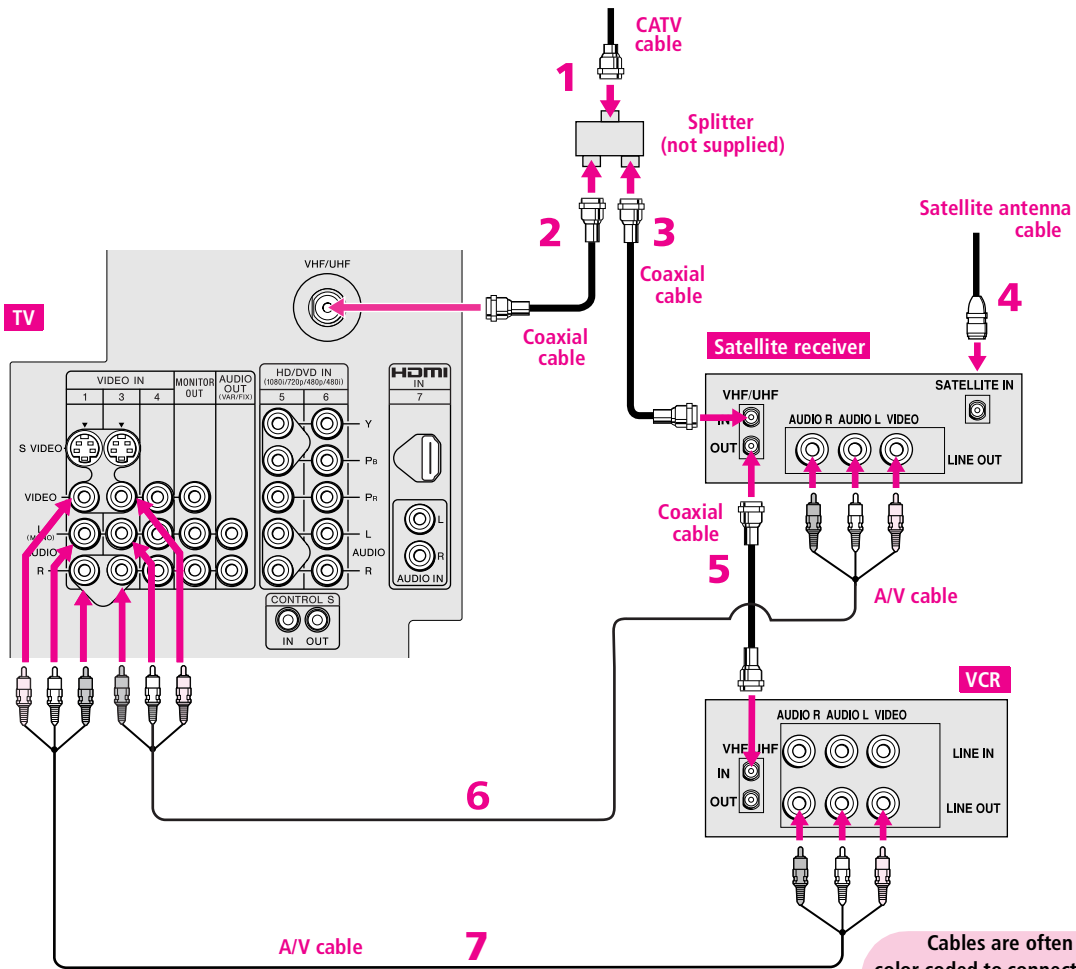 CATV
cable
1
Splitter
(not supplied)
2
3
Satellite antenna
cable
VHF/UHF
Coaxial
cable
4
TV
Coaxial
cable
Satellite receiver
VIDEO IN
MONITOR
OUT
AUDIO
OUT
(VAR/FIX)
HD/DVD IN
(1080i/720p/480p/480i)
HDMI
IN
1 3 4
5 6
7
S VIDEO
VIDEO
L
(MONO)
AUDIO
R
Y
PB
PR
L
AUDIO
R
L
R
AUDIO IN
CONTROL S
IN OUT
VHF/UHF
IN
OUT
AUDIO R AUDIO L VIDEO
SATELLITE IN
LINE OUT
Coaxial
cable
5
A/V cable
VCR
AUDIO R AUDIO L VIDEO
VHF/UHF
IN
OUT
LINE IN
LINE OUT
6
A/V cable
7
Cables are often
color-coded to connect